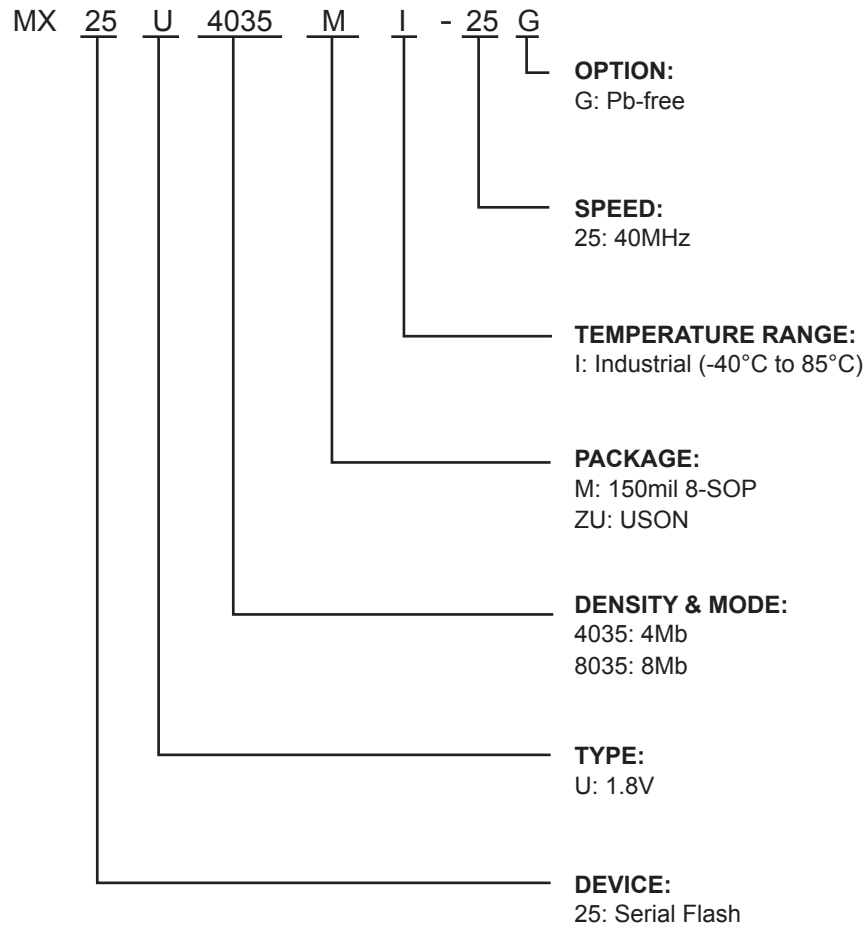 MX 25 U 4035 M I - 25 G
OPTION:
G: Pb-free
SPEED:
25: 40MHz
TEMPERATURE RANGE:
I: Industrial (-40°C to 85°C)
PACKAGE:
M: 150mil 8-SOP
ZU: USON
DENSITY & MODE:
4035: 4Mb
8035: 8Mb
TYPE:
U: 1.8V
DEVICE:
25: Serial Flash